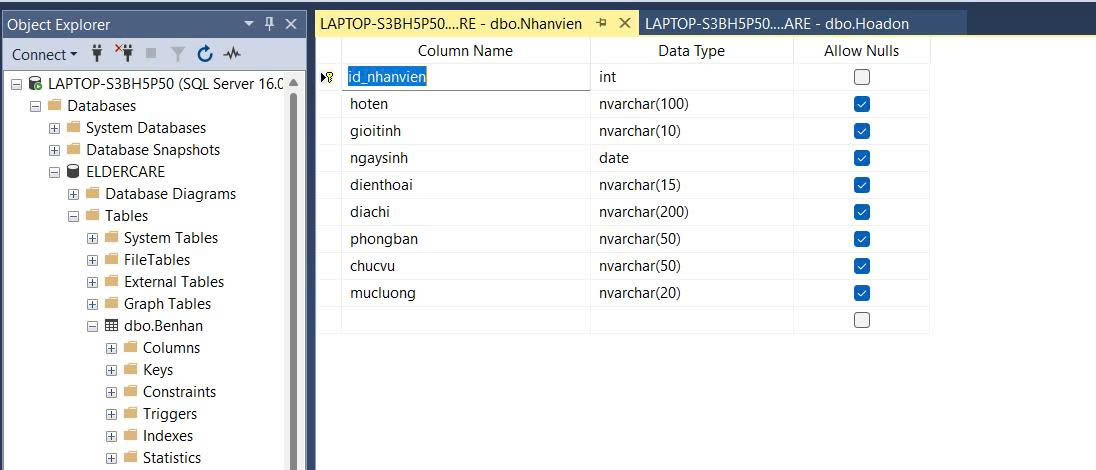 Object Explorer
Connect
LAPTOP-S3BH5P50 (SQL Server 16.0
Databases
System Databases
Database Snapshots
ELDERCARE
Database Diagrams
Tables
System Tables
FileTables
External Tables
Graph Tables
dbo.Benhan
Columns
Keys
Constraints
Triggers
Indexes
Statistics
LAPTOP-S3BH5P50....RE - dbo.Nhanvien LAPTOP-S3BH5P50....ARE - dbo.Hoadon
Column Name Data Type Allow Nulls
id_nhanvien int
hoten nvarchar(100)
gioitinh nvarchar(10)
ngaysinh date
dienthoai nvarchar(15)
diachi nvarchar(200)
phongban nvarchar(50)
chucvu nvarchar(50)
mucluong nvarchar(20)